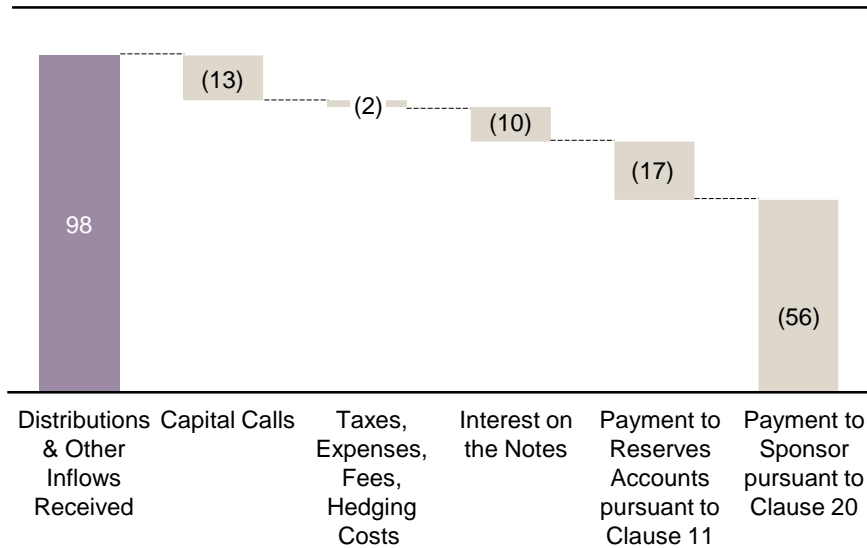 98
(13)
(2)
(10)
(17)
(56)
Distributions
& Other
Inflows
Received
Capital Calls
Taxes,
Expenses,
Fees,
Hedging
Costs
Interest on
the Notes
Payment to
Reserves
Accounts
pursuant to
Clause 11
Payment to
Sponsor
pursuant to
Clause 20